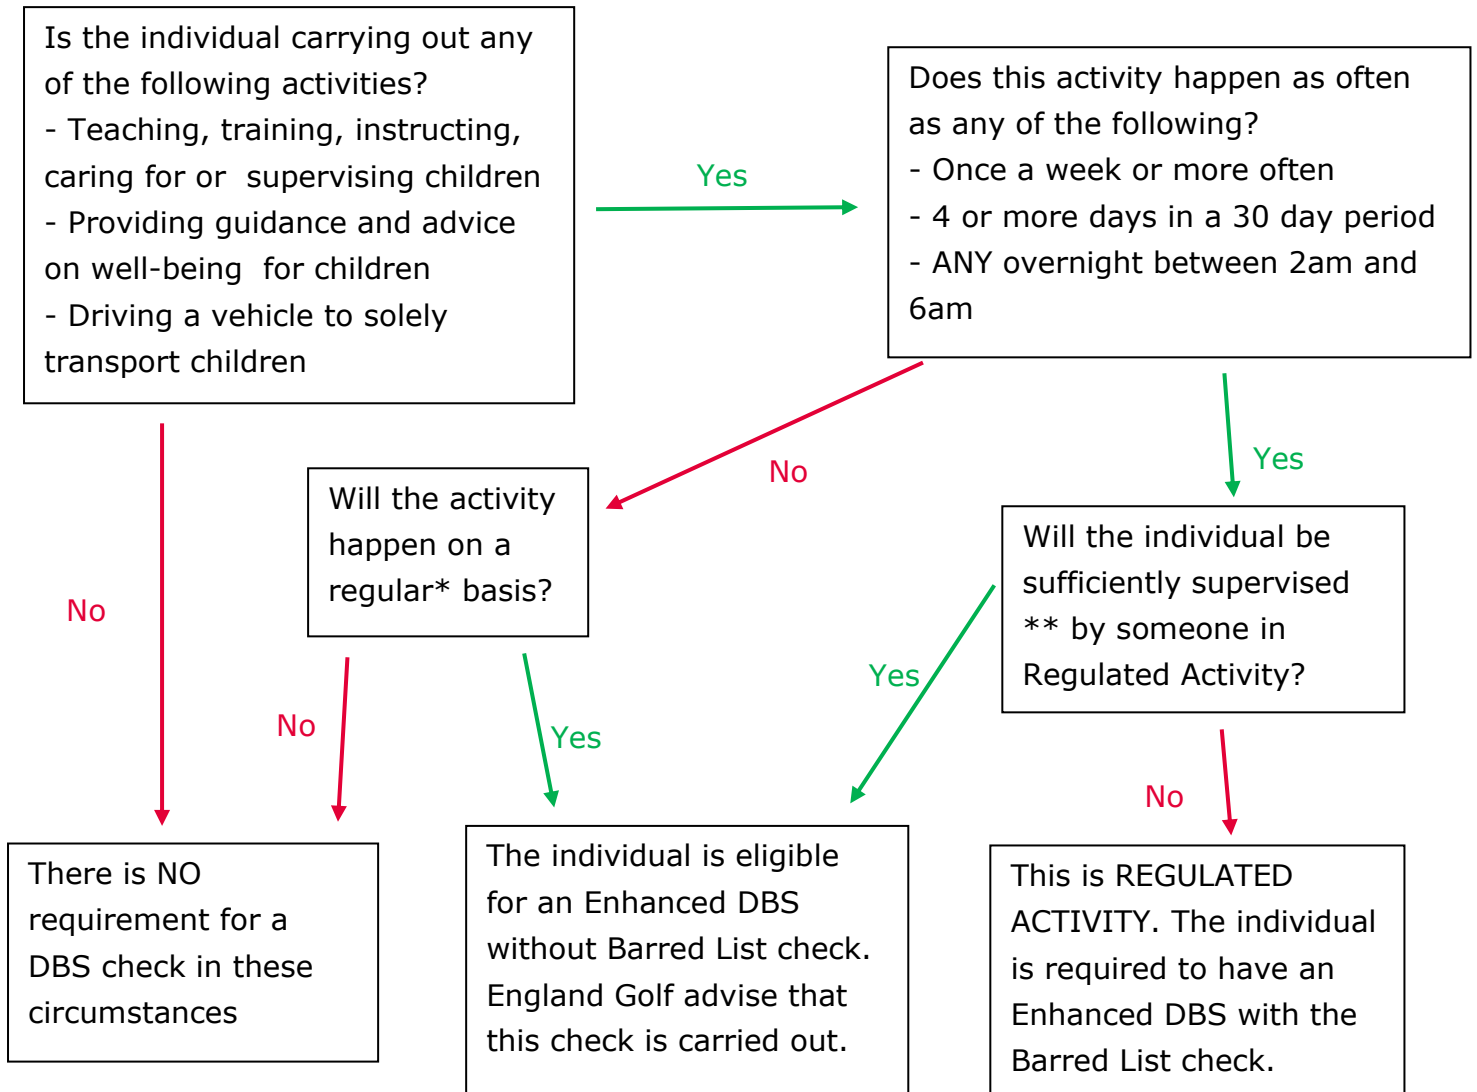 Is the individual carrying out any
of the following activities?
- Teaching, training, instructing,
caring for or  supervising children
- Providing guidance and advice
on well-being  for children
- Driving a vehicle to solely
transport children
Yes
Does this activity happen as often
as any of the following?
- Once a week or more often
- 4 or more days in a 30 day period
- ANY overnight between 2am and
6am
No
Yes
Will the activity
happen on a
regular* basis?
Will the individual be
sufficiently supervised
** by someone in
Regulated Activity?
No
No
Yes
Yes
No
There is NO
requirement for a
DBS check in these
circumstances
The individual is eligible
for an Enhanced DBS
without Barred List check.
England Golf advise that
this check is carried out.
This is REGULATED
ACTIVITY. The individual
is required to have an
Enhanced DBS with the
Barred List check.